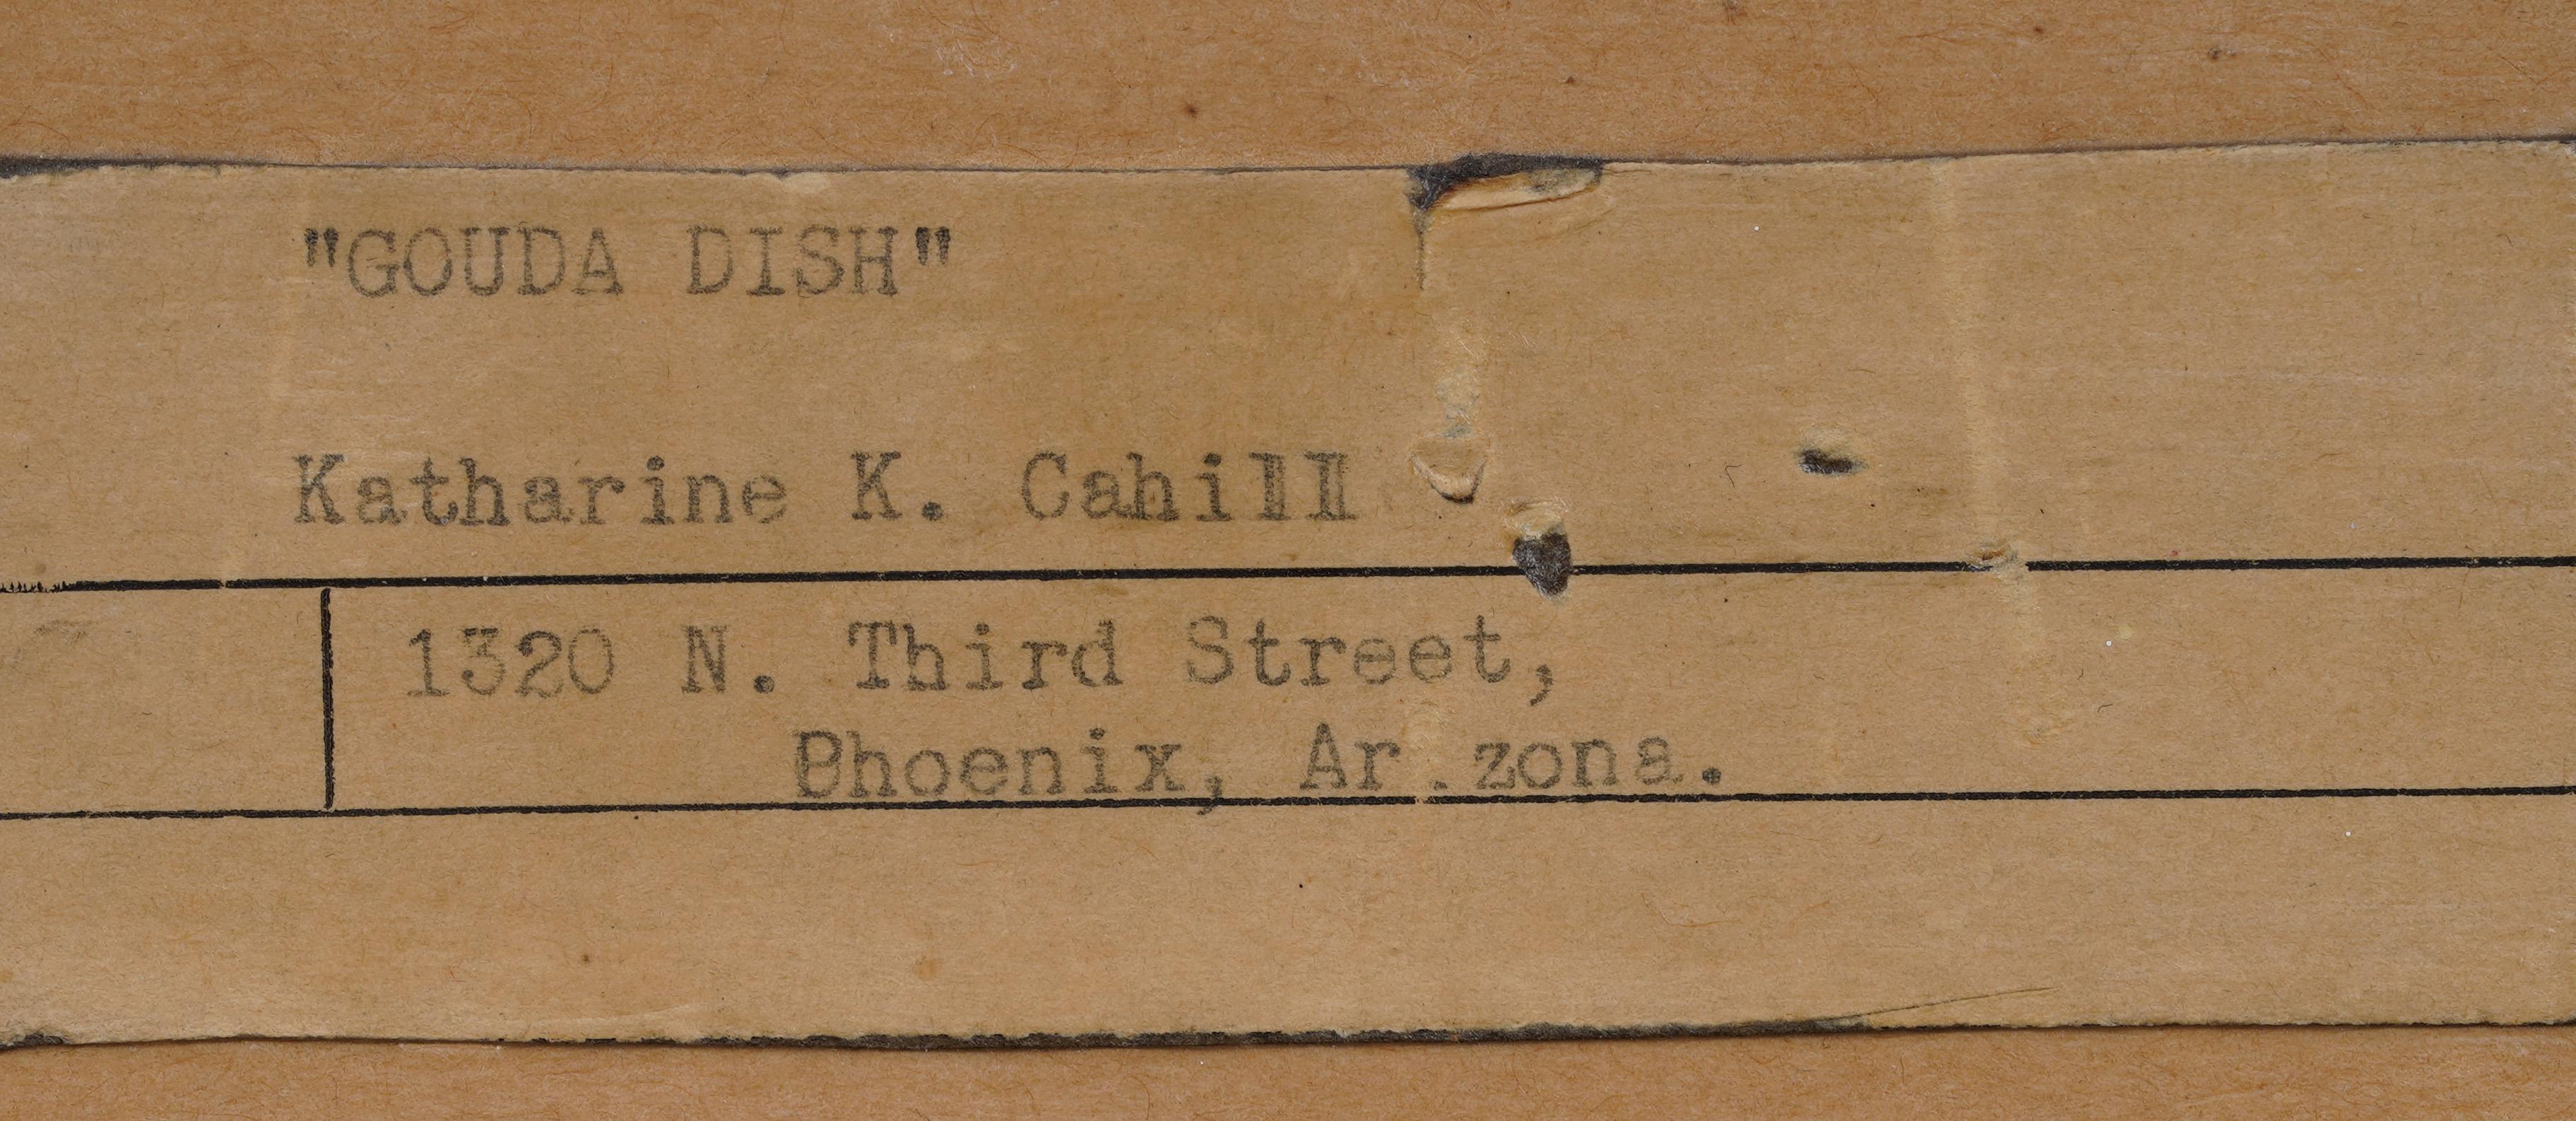 "GOUDA DISH"
Katharine K. Cahill
1320 N. Third Street,
Phoenix, Ar zona.